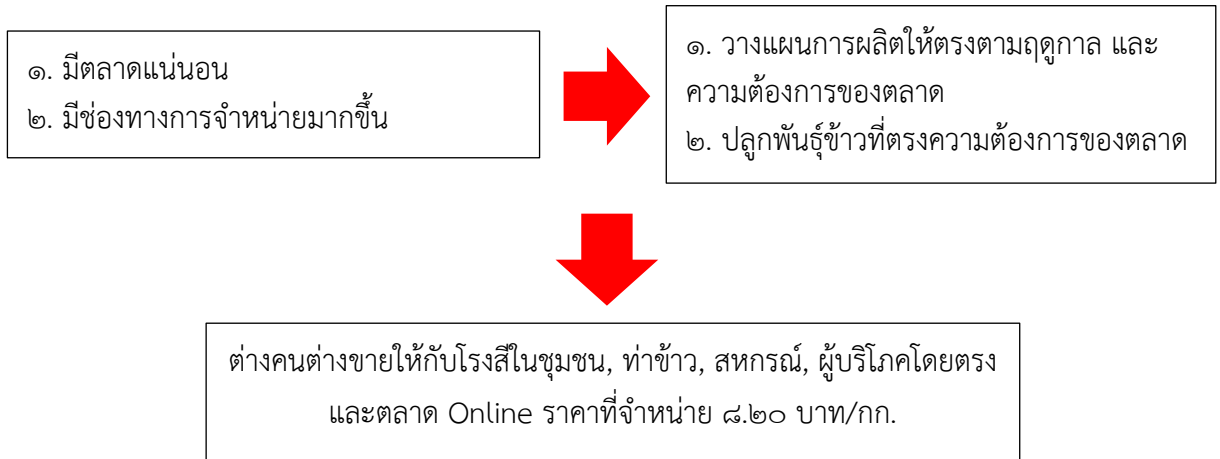 ๑. มีตลาดแน่นอน
๒. มีช่องทางการจำหน่ายมากขึ้น
๑. วางแผนการผลิตให้ตรงตามฤดูกาล และ
ความต้องการของตลาด
๒. ปลูกพันธุ์ข้าวที่ตรงความต้องการของตลาด
ต่างคนต่างขายให้กับโรงสีในชุมชน, ท่าข้าว, สหกรณ์, ผู้บริโภคโดยตรง
และตลาด Online ราคาที่จำหน่าย ๘.๒๐ บาท/กก.